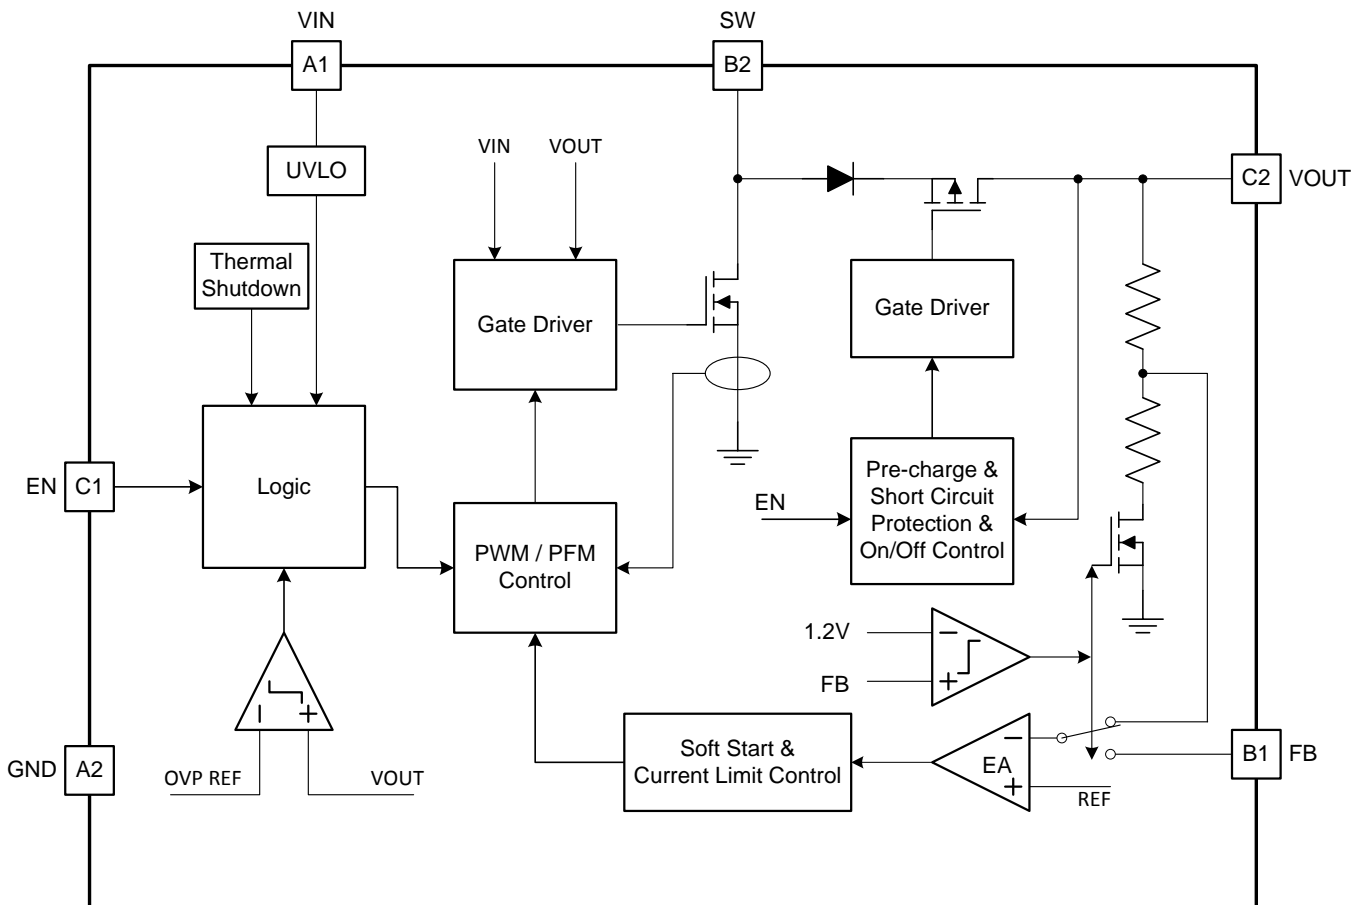 VIN
SW
A1
B2
UVLO
VIN
VOUT
C2
VOUT
Thermal
Shutdown
Gate Driver
Gate Driver
EN
C1
Logic
Pre-charge &
Short Circuit
Protection &
On/Off Control
EN
PWM / PFM
Control
1.2V
FB
Soft Start &
Current Limit Control
EA
REF
GND
A2
OVP REF
VOUT
B1
FB